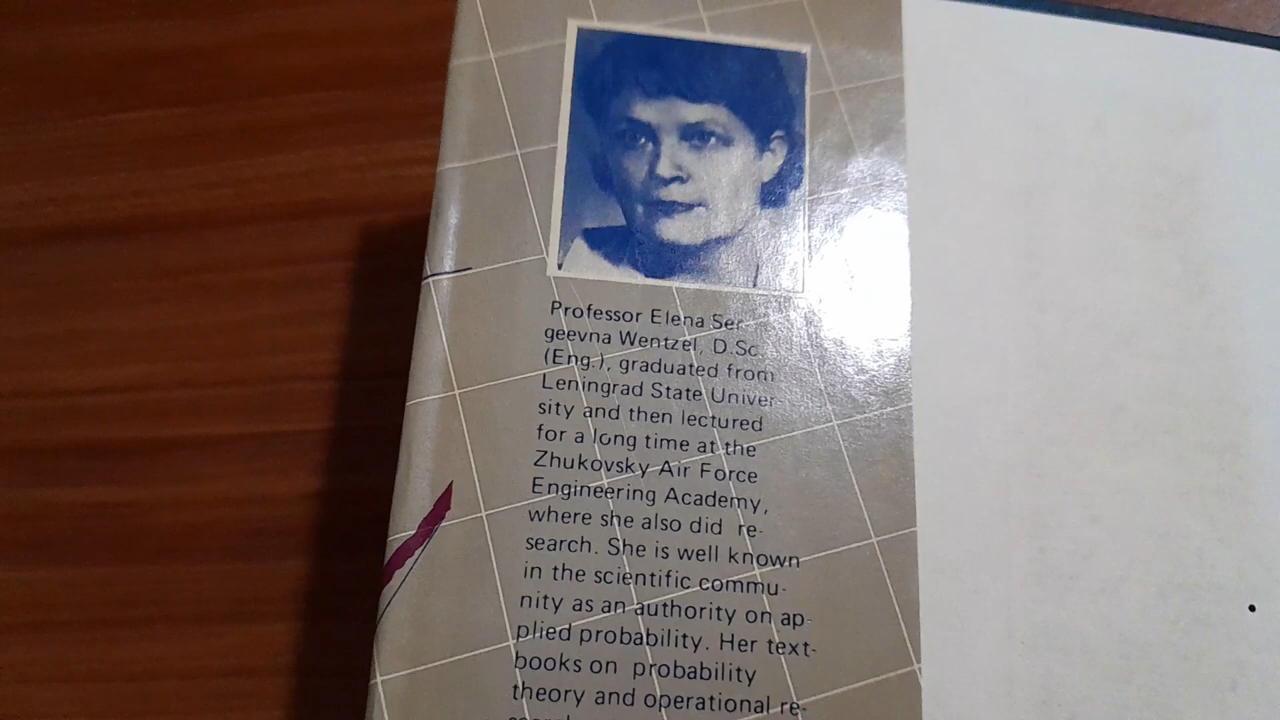 Professor Elena Ser-
geevna Wentzel, D.Sc.
(Eng.), graduated from
Leningrad State Univer-
sity and then lectured
for a long time at the
Zhukovsky Air Force
Engineering Academy,
where she also did re-
search. She is well known
in the scientific commu-
nity as an authority on ap-
plied probability. Her text-
books on probability
theory and operational re-